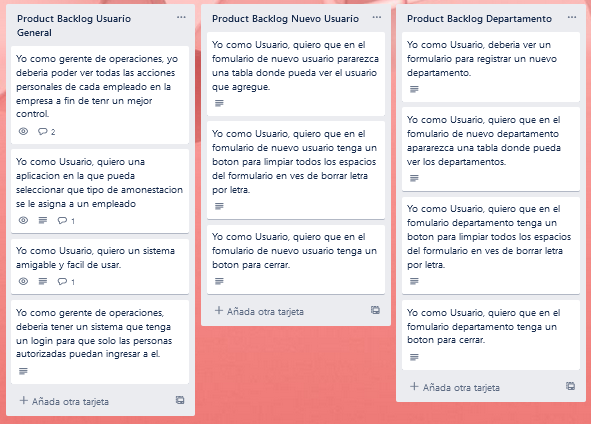 Product Backlog Usuario
General
Yo como gerente de operaciones, yo
deberia poder ver todas las acciones
personales de cada empleado en la
empresa a fin de tenr un mejor
control.
2
Yo como Usuario, quiero una
aplicacion en la que pueda
seleccionar que tipo de amonestacion
se le asigna a un empleado
1
Yo como Usuario, quiero un sistema
amigable y facil de usar.
1
Yo como gerente de operaciones,
deberia tener un sistema que tenga
un login para que solo las personas
autorizadas puedan ingresar a el.
Añada otra tarjeta
Product Backlog Nuevo Usuario
Yo como Usuario, quiero que en el
fomulario de nuevo usuario pararezca
una tabla donde pueda ver el usuario
que agregue.
Yo como Usuario, quiero que en el
fomulario de nuevo usuario tenga un
boton para limpiar todos los espacios
del formulario en ves de borrar letra
por letra.
Yo como Usuario, quiero que en el
fomulario de nuevo usuario tenga un
boton para cerrar.
Añada otra tarjeta
Product Backlog Departamento
Yo como Usuario, deberia ver un
formulario para registrar un nuevo
departamento.
Yo como Usuario, quiero que en el
fomulario de nuevo departamento
apararezca una tabla donde pueda
ver los departamentos.
Yo como Usuario, quiero que en el
fomulario departamento tenga un
boton para limpiar todos los espacios
del formulario en ves de borrar letra
por letra.
Yo como Usuario, quiero que en el
fomulario departamento tenga un
boton para cerrar.
Añada otra tarjeta